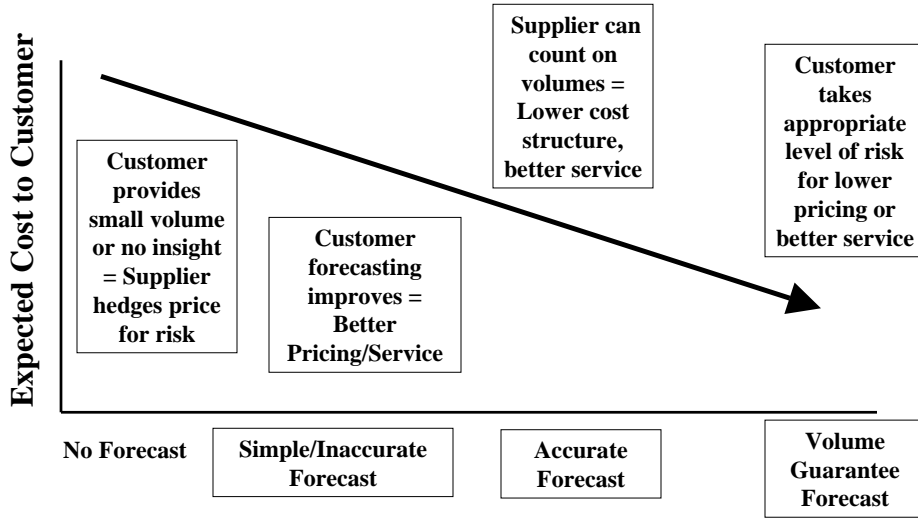 Expected Cost to Customer
Customer
provides
small volume
or no insight
= Supplier
hedges price
for risk
Customer
forecasting
improves =
Better
Pricing/Service
Supplier can
count on
volumes =
Lower cost
structure,
better service
Customer
takes
appropriate
level of risk
for lower
pricing or
better service
No Forecast
Simple/Inaccurate
Forecast
Accurate
Forecast
Volume
Guarantee
Forecast